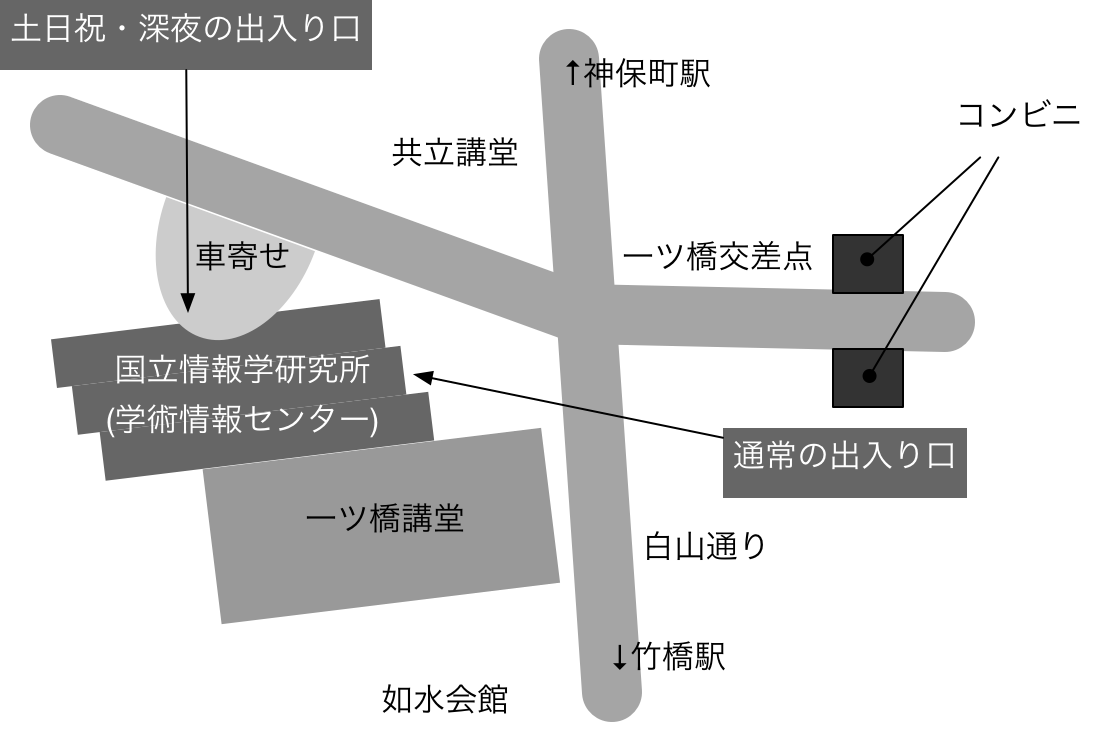 土日祝・深夜の出入り口
↑神保町駅
コンビニ
共立講堂
車寄せ
一ツ橋交差点
国立情報学研究所
(学術情報センター)
通常の出入り口
一ツ橋講堂
白山通り
↓竹橋駅
如水会館